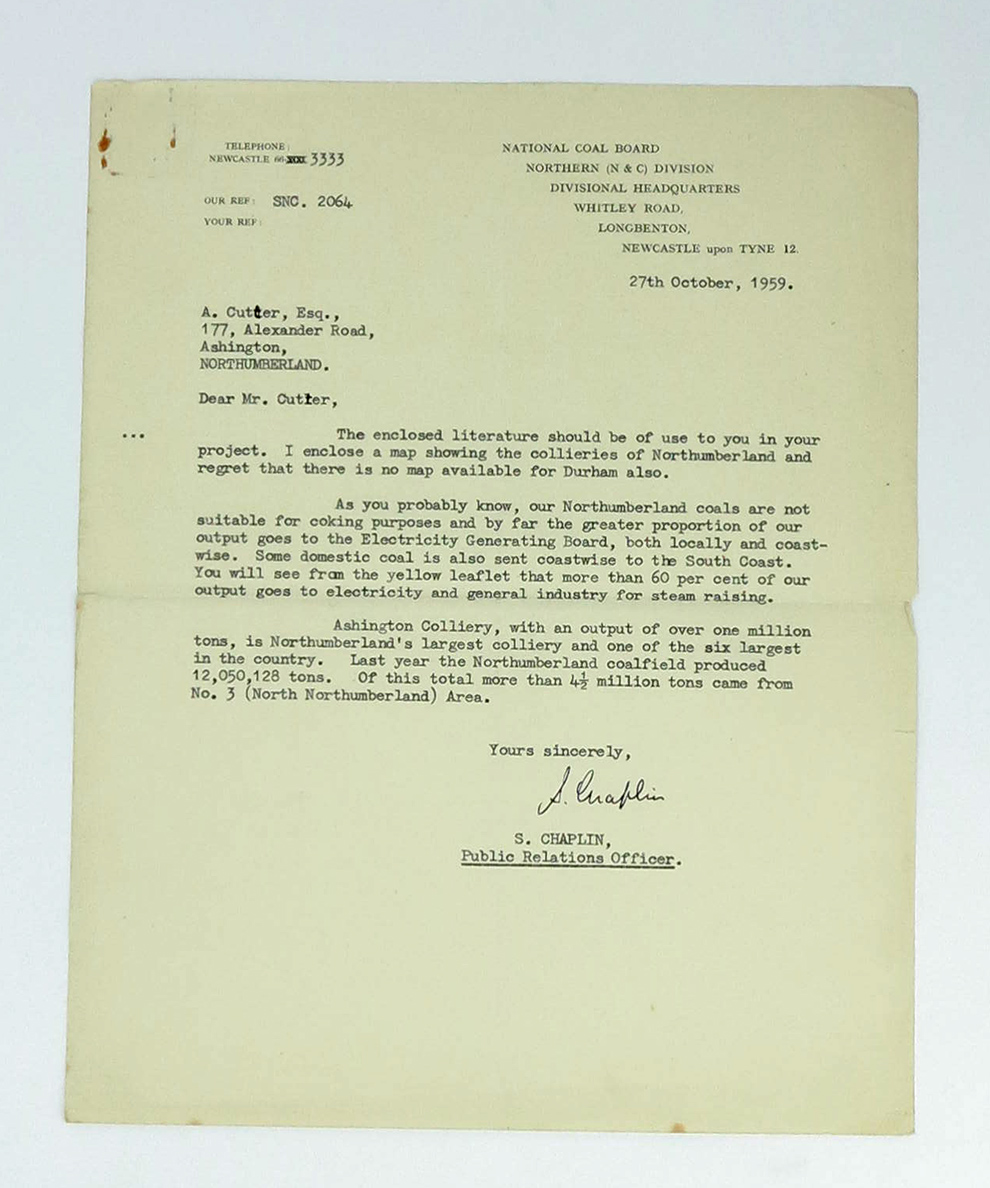 TELEPHONE:
NEWCASTLE 66-XXX 3333
OUR REF: SNC. 2064
YOUR REF:
NATIONAL COAL BOARD
NORTHERN (N & C) DIVISION
DIVISIONAL HEADQUARTERS
WHITLEY ROAD,
LONGBENTON,
NEWCASTLE upon TYNE 12.
27th October, 1959.
A. Cutter, Esq.,
177, Alexander Road,
Ashington,
NORTHUMBERLAND.
Dear Mr. Cutter,
... The enclosed literature should be of use to you in your
project. I enclose a map showing the collieries of Northumberland and
regret that there is no map available for Durham also.
As you probably know, our Northumberland coals are not
suitable for coking purposes and by far the greater proportion of our
output goes to the Electricity Generating Board, both locally and coast-
wise. Some domestic coal is also sent coastwise to the South Coast.
You will see from the yellow leaflet that more than 60 per cent of our
output goes to electricity and general industry for steam raising.
Ashington Colliery, with an output of over one million
tons, is Northumberland's largest colliery and one of the six largest
in the country. Last year the Northumberland coalfield produced
12,050,128 tons. Of this total more than 4½ million tons came from
No. 3 (North Northumberland) Area.
Yours sincerely,
S. Chaplin
S. CHAPLIN,
Public Relations Officer.